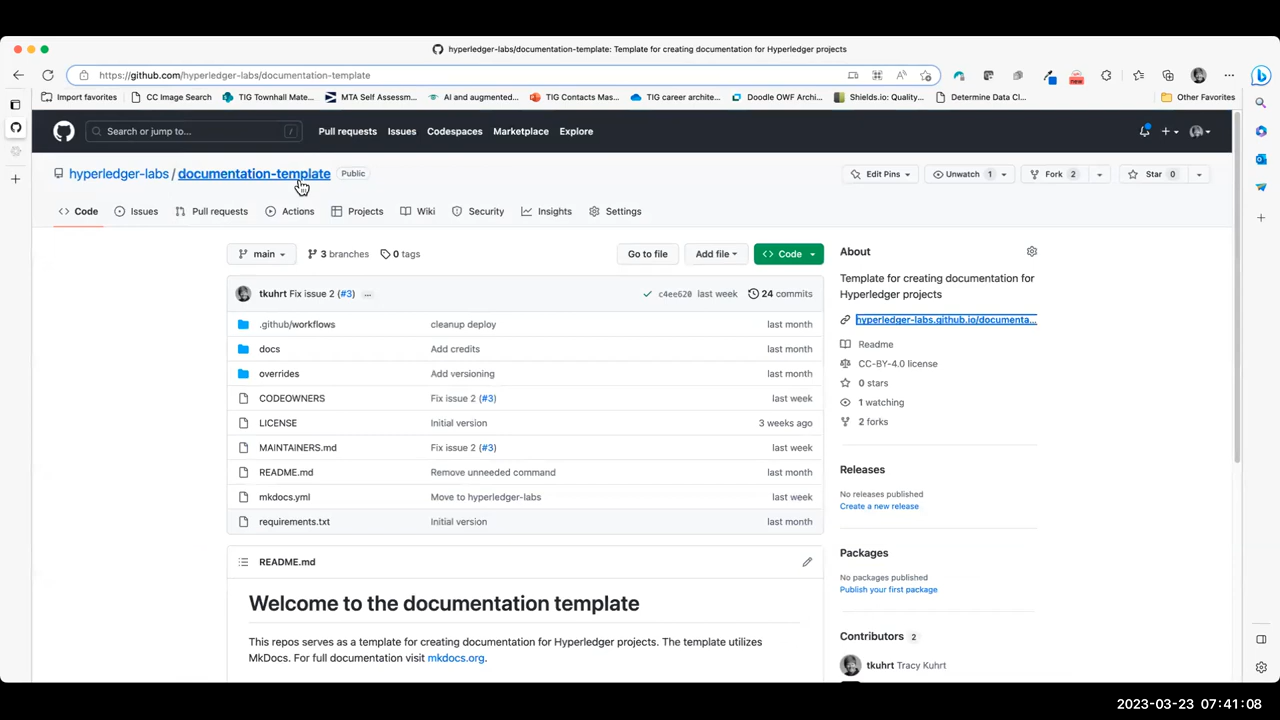 hyperledger-labs/documentation-template: Template for creating documentation for Hyperledger projects
https://github.com/hyperledger-labs/documentation-template
Import favorites CC Image Search TIG Townhall Mate... MTA Self Assessm... AI and augmented... TIG Contacts Mas... TIG career archite... Doodle OWF Archi... Shields.io: Quality... Determine Data Cl... Other Favorites
Search or jump to... / Pull requests Issues Codespaces Marketplace Explore
hyperledger-labs / documentation-template Public Edit Pins Unwatch 1 Fork 2 Star 0
Code Issues Pull requests Actions Projects Wiki Security Insights Settings
main 3 branches 0 tags Go to file Add file Code
tkuhrt Fix issue 2 (#3) ... c4ee620 last week 24 commits
.github/workflows cleanup deploy last month
docs Add credits last month
overrides Add versioning last month
CODEOWNERS Fix issue 2 (#3) last week
LICENSE Initial version 3 weeks ago
MAINTAINERS.md Fix issue 2 (#3) last week
README.md Remove unneeded command last month
mkdocs.yml Move to hyperledger-labs last week
requirements.txt Initial version last month
README.md
Welcome to the documentation template
This repos serves as a template for creating documentation for Hyperledger projects. The template utilizes
MkDocs. For full documentation visit mkdocs.org.
About
Template for creating documentation for
Hyperledger projects
hyperledger-labs.github.io/documenta...
Readme
CC-BY-4.0 license
0 stars
1 watching
2 forks
Releases
No releases published
Create a new release
Packages
No packages published
Publish your first package
Contributors 2
tkuhrt Tracy Kuhrt
2023-03-23 07:41:08